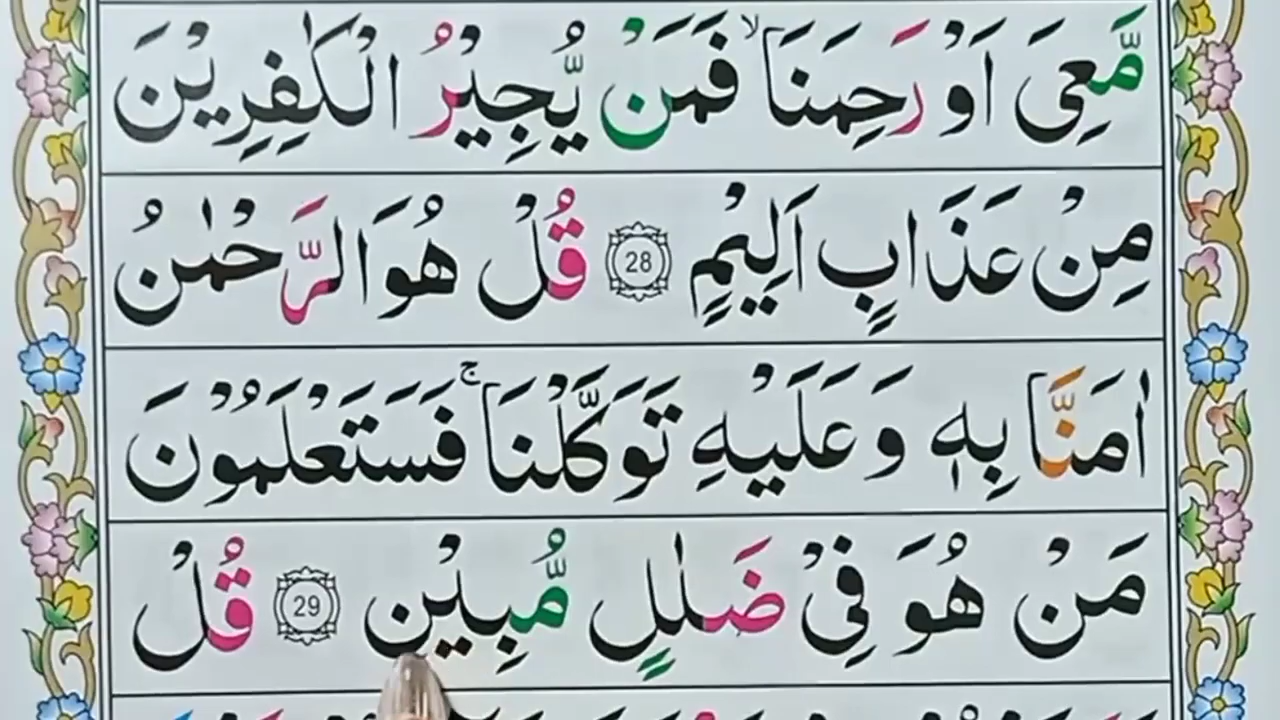 مَّعِیَ اَوْ رَحِمَنَا ۙ فَمَنْ یُّجِیْرُ الْكٰفِرِیْنَ
مِنْ عَذَابٍ اَلِیْمٍ 28 قُلْ هُوَ الرَّحْمٰنُ
اٰمَنَّا بِهٖ وَ عَلَیْهِ تَوَكَّلْنَا ۚ فَسَتَعْلَمُوْنَ
مَنْ هُوَ فِیْ ضَلٰلٍ مُّبِیْنٍ 29 قُلْ